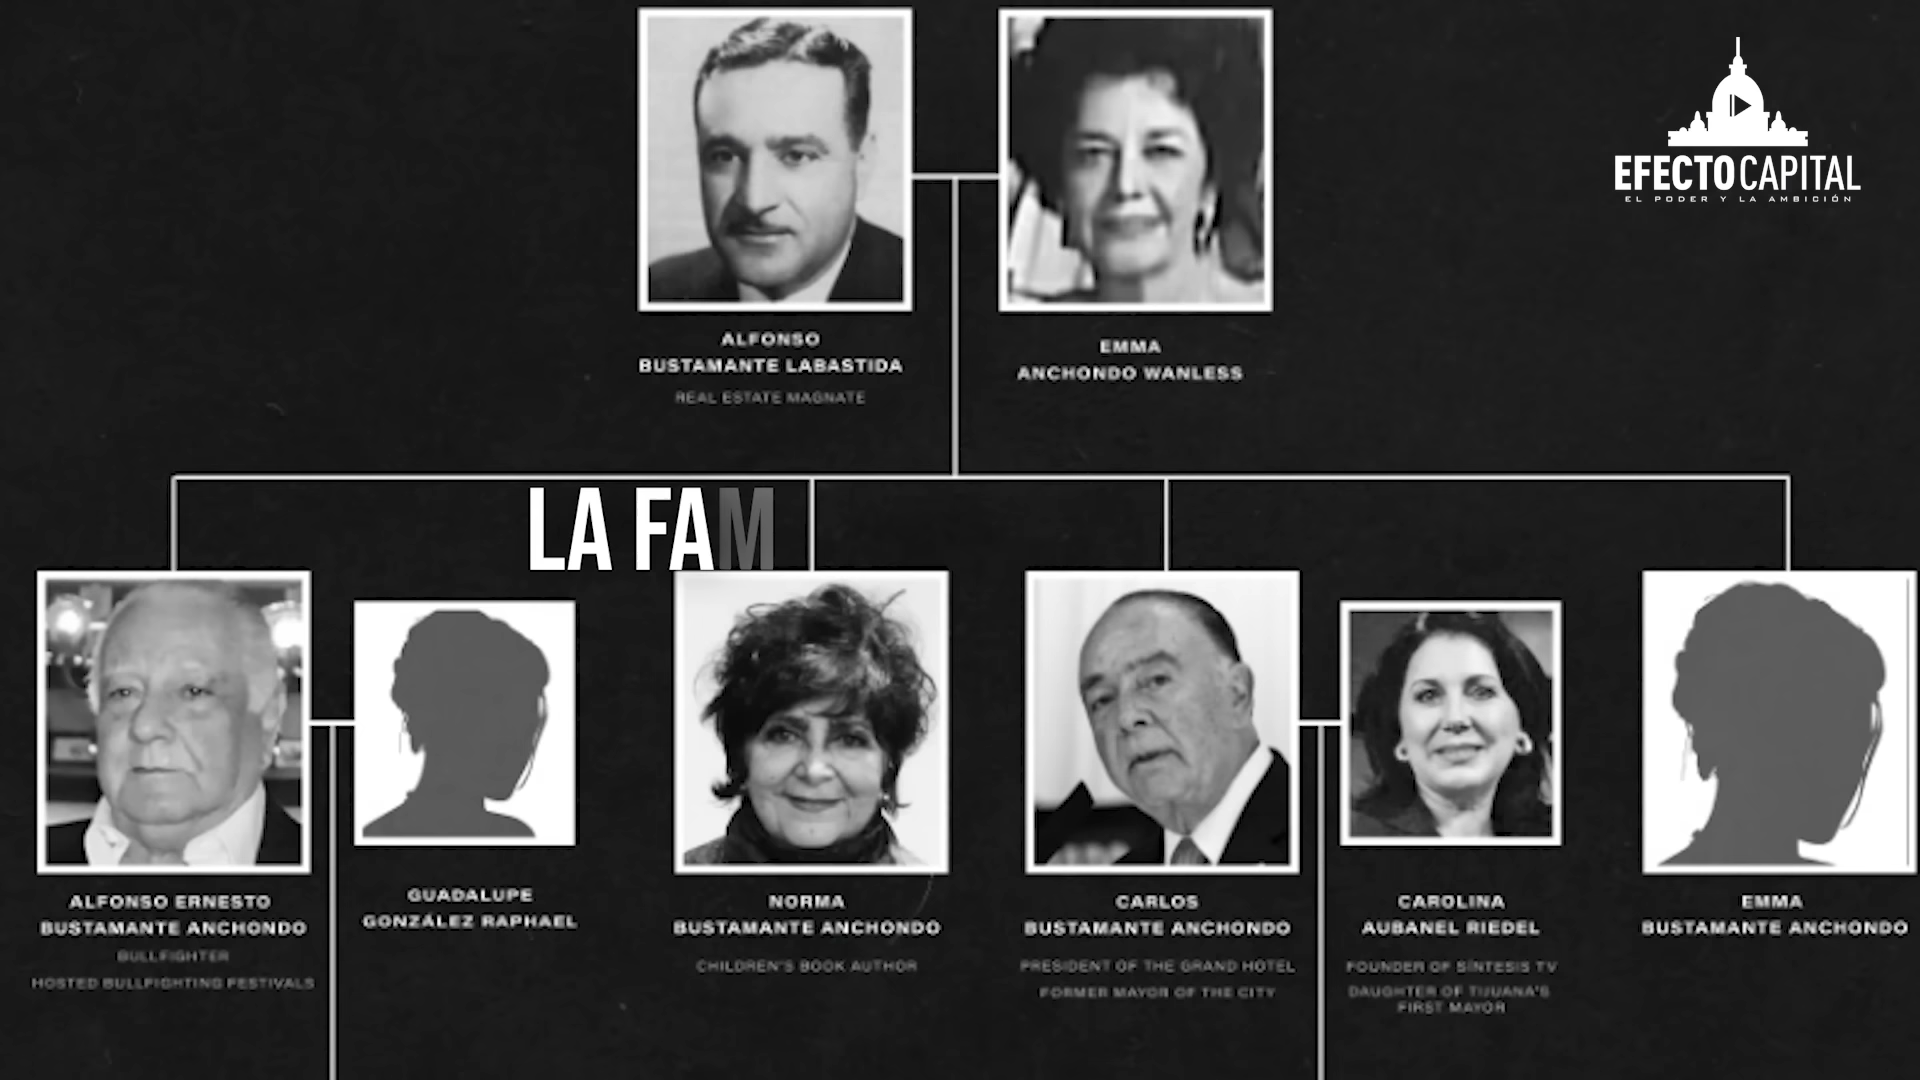 EFECTO CAPITAL
EL PODER Y LA AMBICIÓN
ALFONSO
BUSTAMANTE LABASTIDA
REAL ESTATE MAGNATE
EMMA
ANCHONDO WANLESS
LA FAM
ALFONSO ERNESTO
BUSTAMANTE ANCHONDO
BULLFIGHTER
HOSTED BULLFIGHTING FESTIVALS
GUADALUPE
GONZÁLEZ RAPHAEL
NORMA
BUSTAMANTE ANCHONDO
CHILDREN'S BOOK AUTHOR
CARLOS
BUSTAMANTE ANCHONDO
PRESIDENT OF THE GRAND HOTEL
FORMER MAYOR OF THE CITY
CAROLINA
AUBANEL RIEDEL
FOUNDER OF SÍNTESIS TV
DAUGHTER OF TIJUANA'S
FIRST MAYOR
EMMA
BUSTAMANTE ANCHONDO